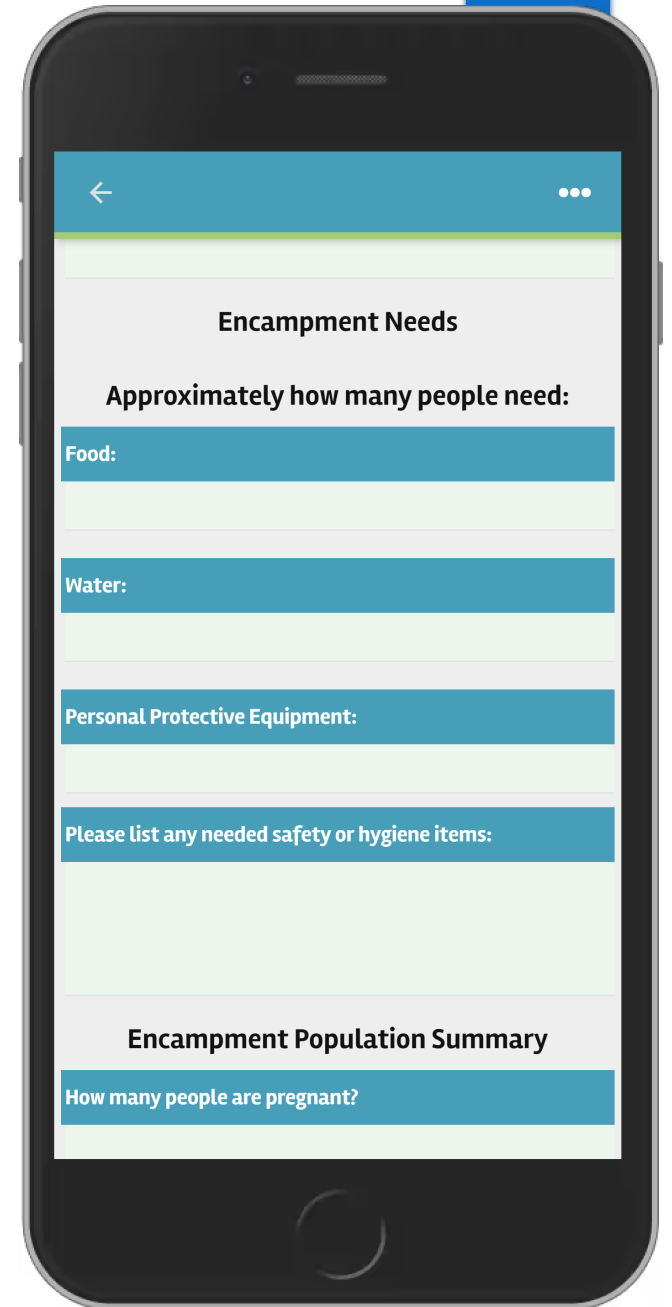 Encampment Needs
Approximately how many people need:
Food:
Water:
Personal Protective Equipment:
Please list any needed safety or hygiene items:
Encampment Population Summary
How many people are pregnant?